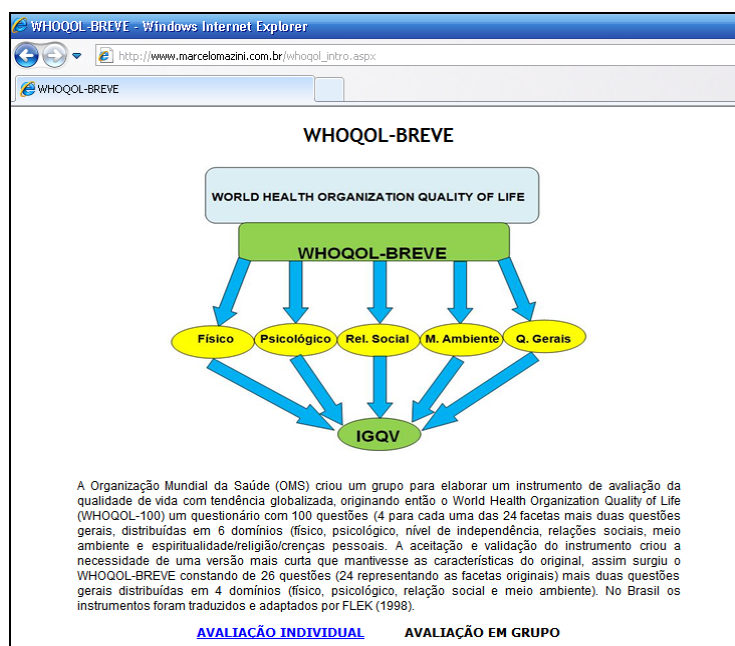 WHOQOL-BREVE - Windows Internet Explorer
http://www.marcelomazini.com.br/whoqol_intro.aspx
WHOQOL-BREVE
WHOQOL-BREVE
WORLD HEALTH ORGANIZATION QUALITY OF LIFE
WHOQOL-BREVE
Físico Psicológico Rel. Social M. Ambiente Q. Gerais
IGQV
A Organização Mundial da Saúde (OMS) criou um grupo para elaborar um instrumento de avaliação da
qualidade de vida com tendência globalizada, originando então o World Health Organization Quality of Life
(WHOQOL-100) um questionário com 100 questões (4 para cada uma das 24 facetas mais duas questões
gerais, distribuídas em 6 domínios (físico, psicológico, nível de independência, relações sociais, meio
ambiente e espiritualidade/religião/crenças pessoais. A aceitação e validação do instrumento criou a
necessidade de uma versão mais curta que mantivesse as características do original, assim surgiu o
WHOQOL-BREVE constando de 26 questões (24 representando as facetas originais) mais duas questões
gerais distribuídas em 4 domínios (físico, psicológico, relação social e meio ambiente). No Brasil os
instrumentos foram traduzidos e adaptados por FLEK (1998).
AVALIAÇÃO INDIVIDUAL AVALIAÇÃO EM GRUPO